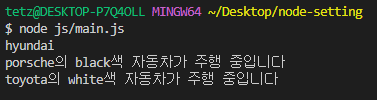 tetz@DESKTOP-P7Q4OLL MINGW64 ~/Desktop/node-setting
$ node js/main.js
hyundai
porsche의 black색 자동차가 주행 중입니다
toyota의 white색 자동차가 주행 중입니다